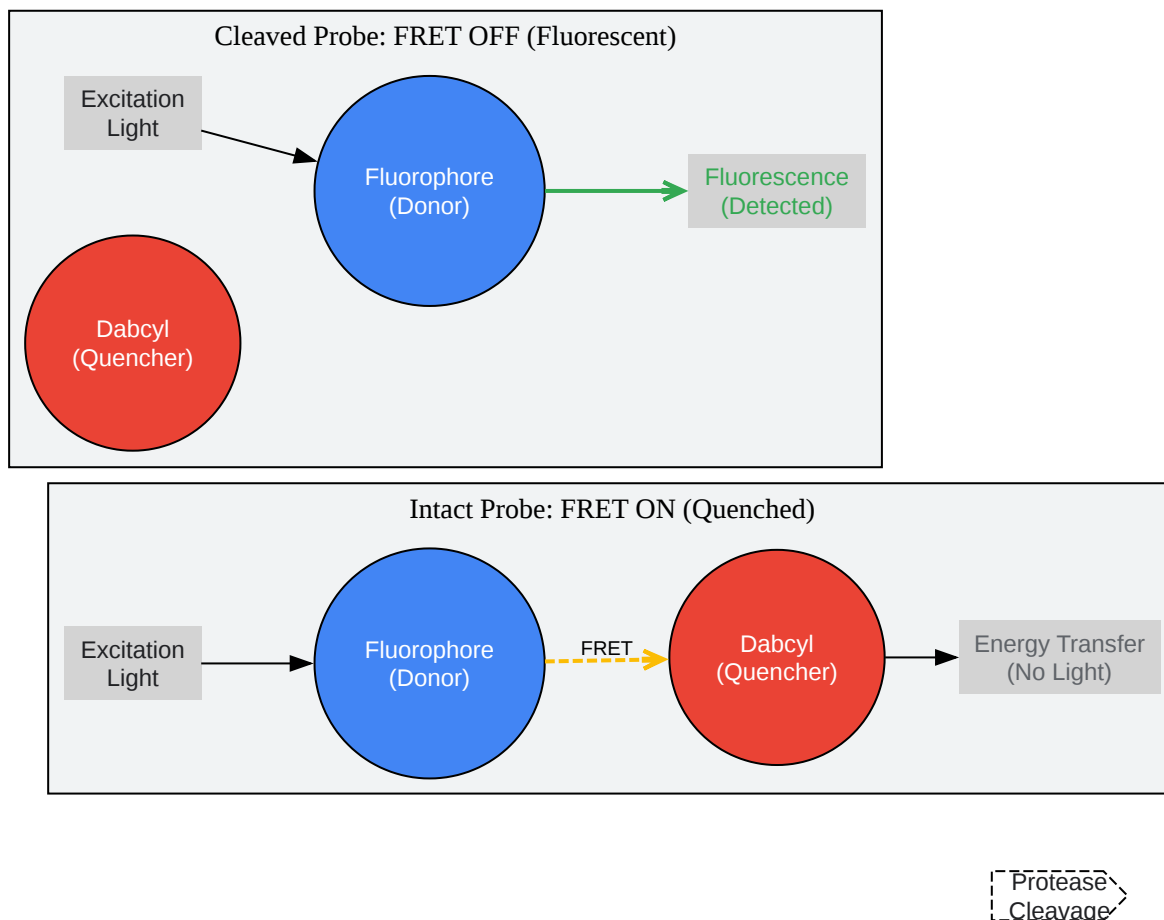 Cleaved Probe: FRET OFF (Fluorescent)
Excitation
Light
Fluorophore
(Donor)
Fluorescence
(Detected)
Dabcyl
(Quencher)
Intact Probe: FRET ON (Quenched)
Excitation
Light
Fluorophore
(Donor)
FRET
Dabcyl
(Quencher)
Energy Transfer
(No Light)
Protease
Cleavage